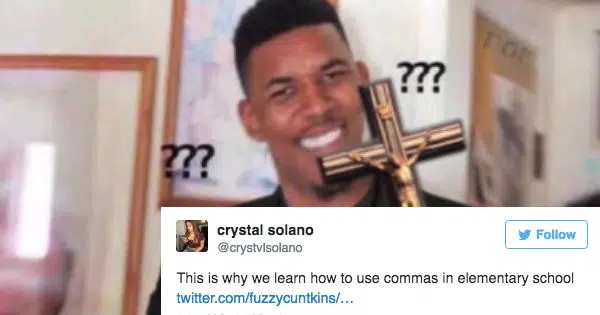 ???
???
crystal solano
Follow
@crystvlsolano
This is why we learn how to use commas in elementary school
twitter.com/fuzzycuntkins/…